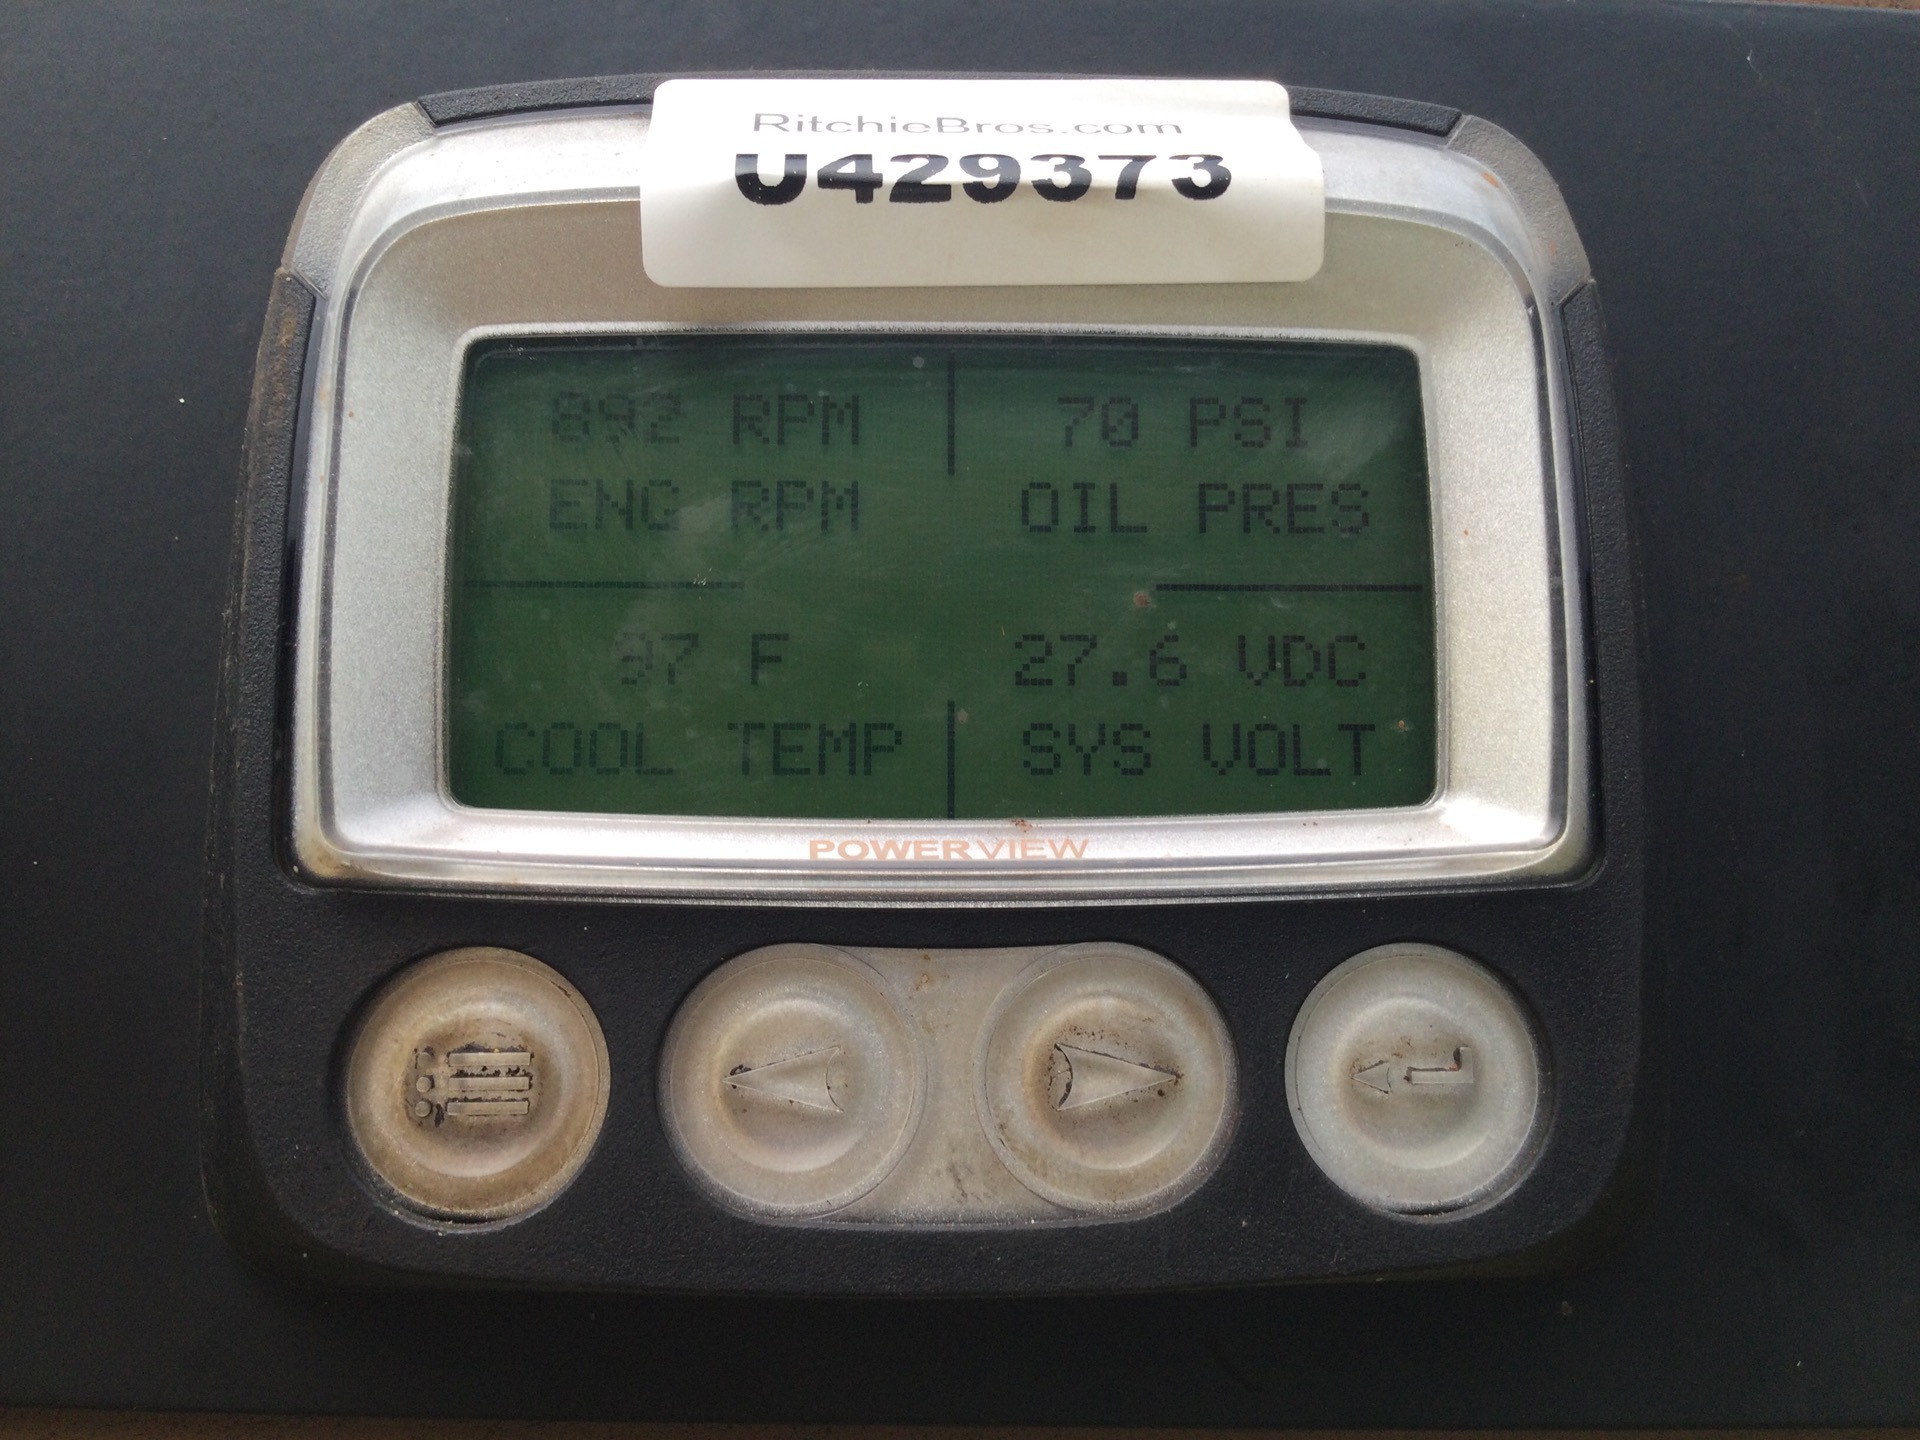 RitchieBros.com
U429373
892 RPM
ENG RPM
70 PSI
OIL PRES
97 F
COOL TEMP
27.6 VDC
SYS VOLT
POWERVIEW